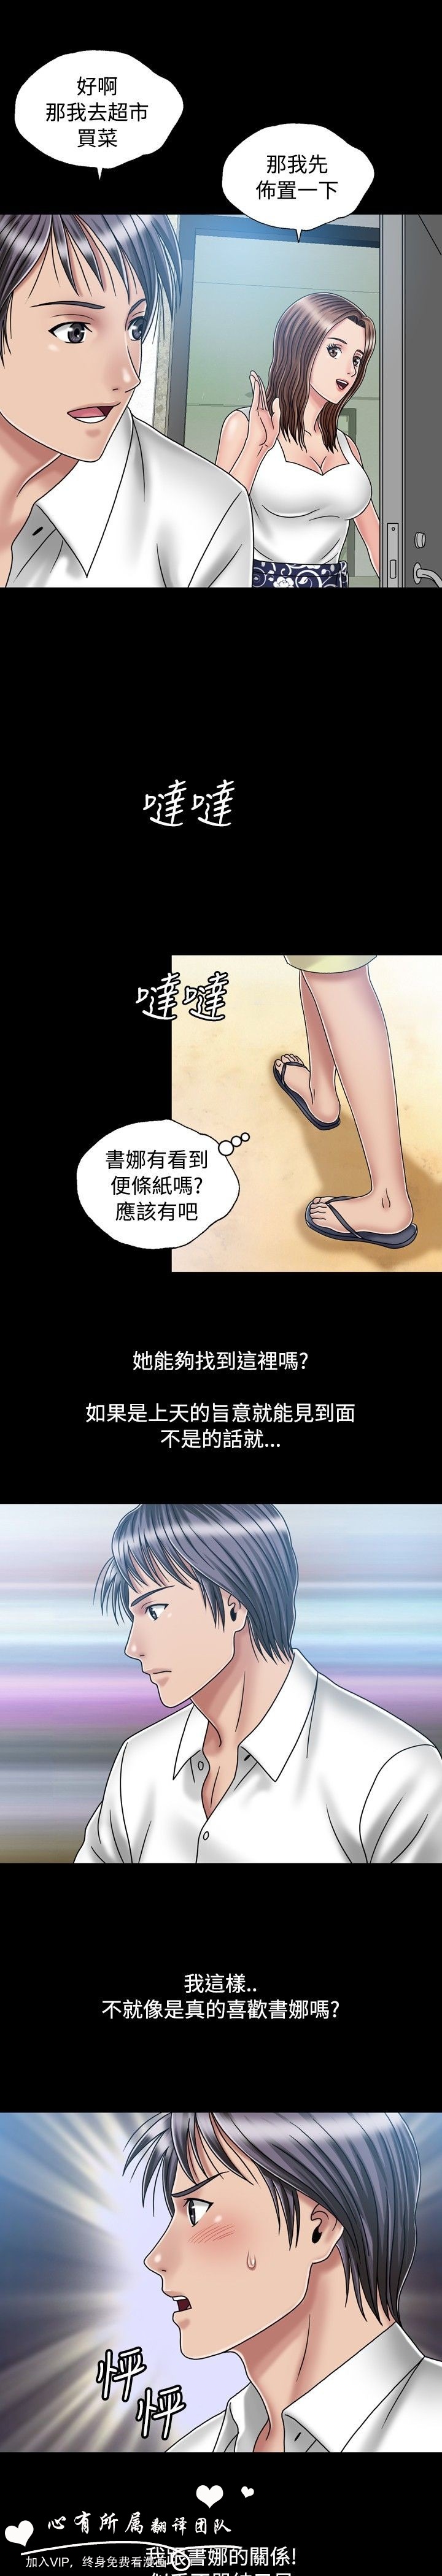 好啊
那我去超市
買菜
那我先
佈置一下
噠噠
噠噠
書娜有看到
便條紙嗎?
應該有吧
她能夠找到這裡嗎?
如果是上天的旨意就能見到面
不是的話就...
我這樣..
不就像是真的喜歡書娜嗎?
怦
怦
心有所属翻译团队
我跟書娜的關係!
加入VIP，终身免费看漫画